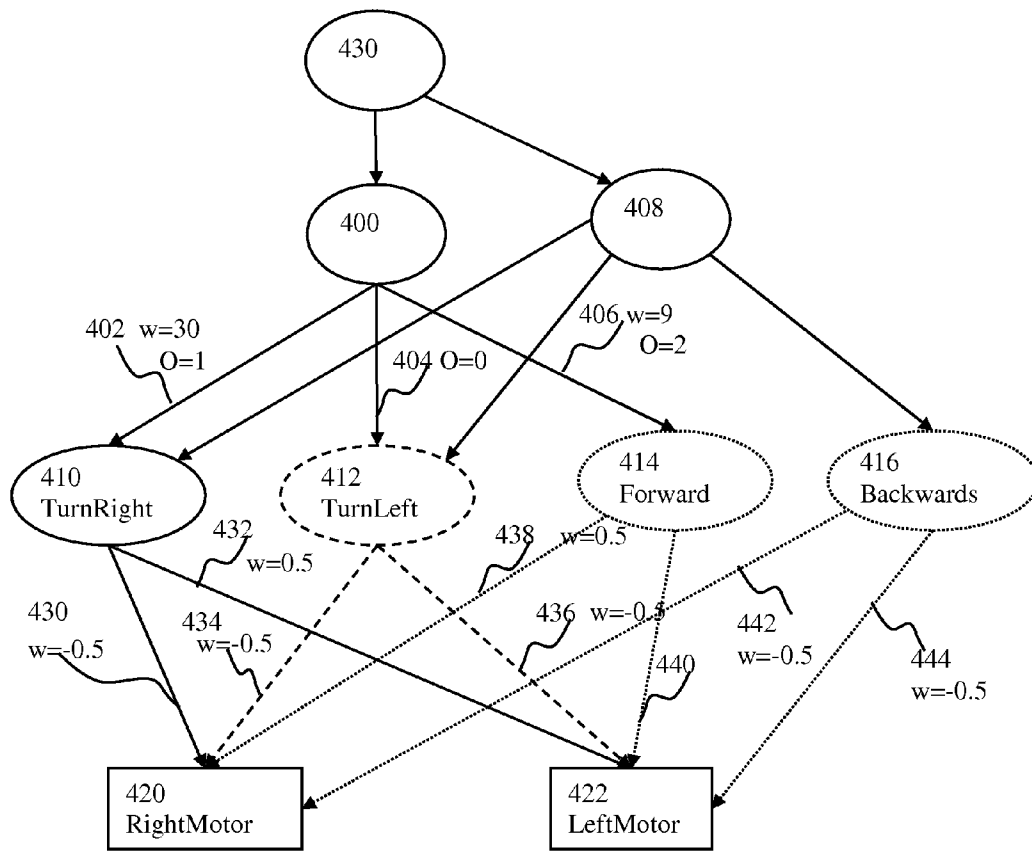 430
400
408
402 w=30
O=1
404 O=0
406 w=9
O=2
410
TurnRight
412
TurnLeft
414
Forward
416
Backwards
432
w=0.5
438 w=0.5
430
w=-0.5
434
w=-0.5
436 w=-0.5
440
442
w=-0.5
444
w=-0.5
420
RightMotor
422
LeftMotor